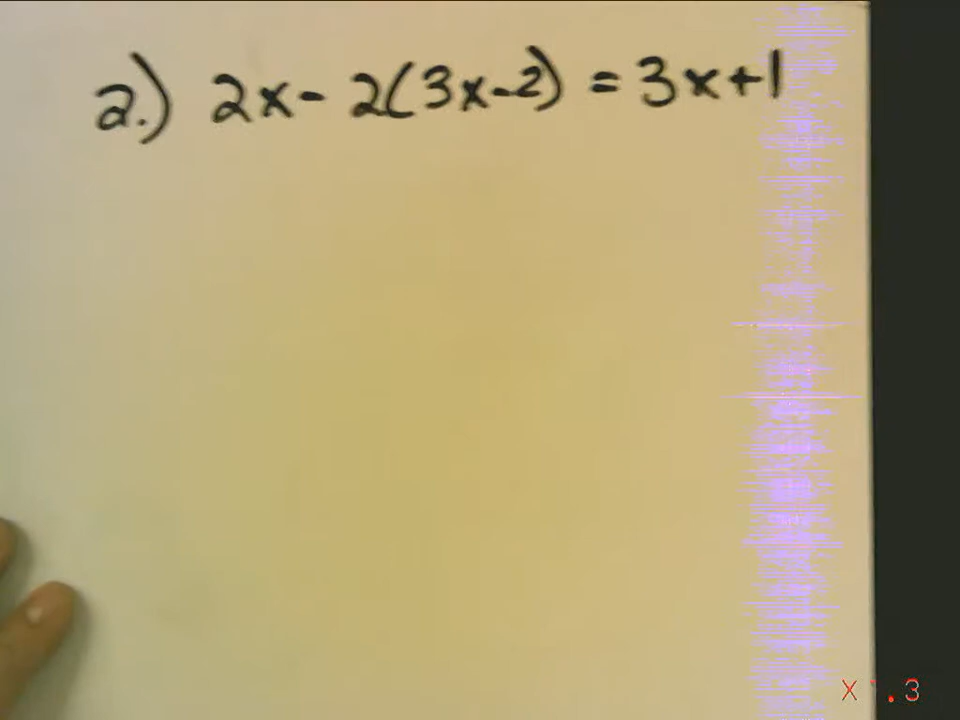 2.) 2x - 2(3x-2) = 3x+1